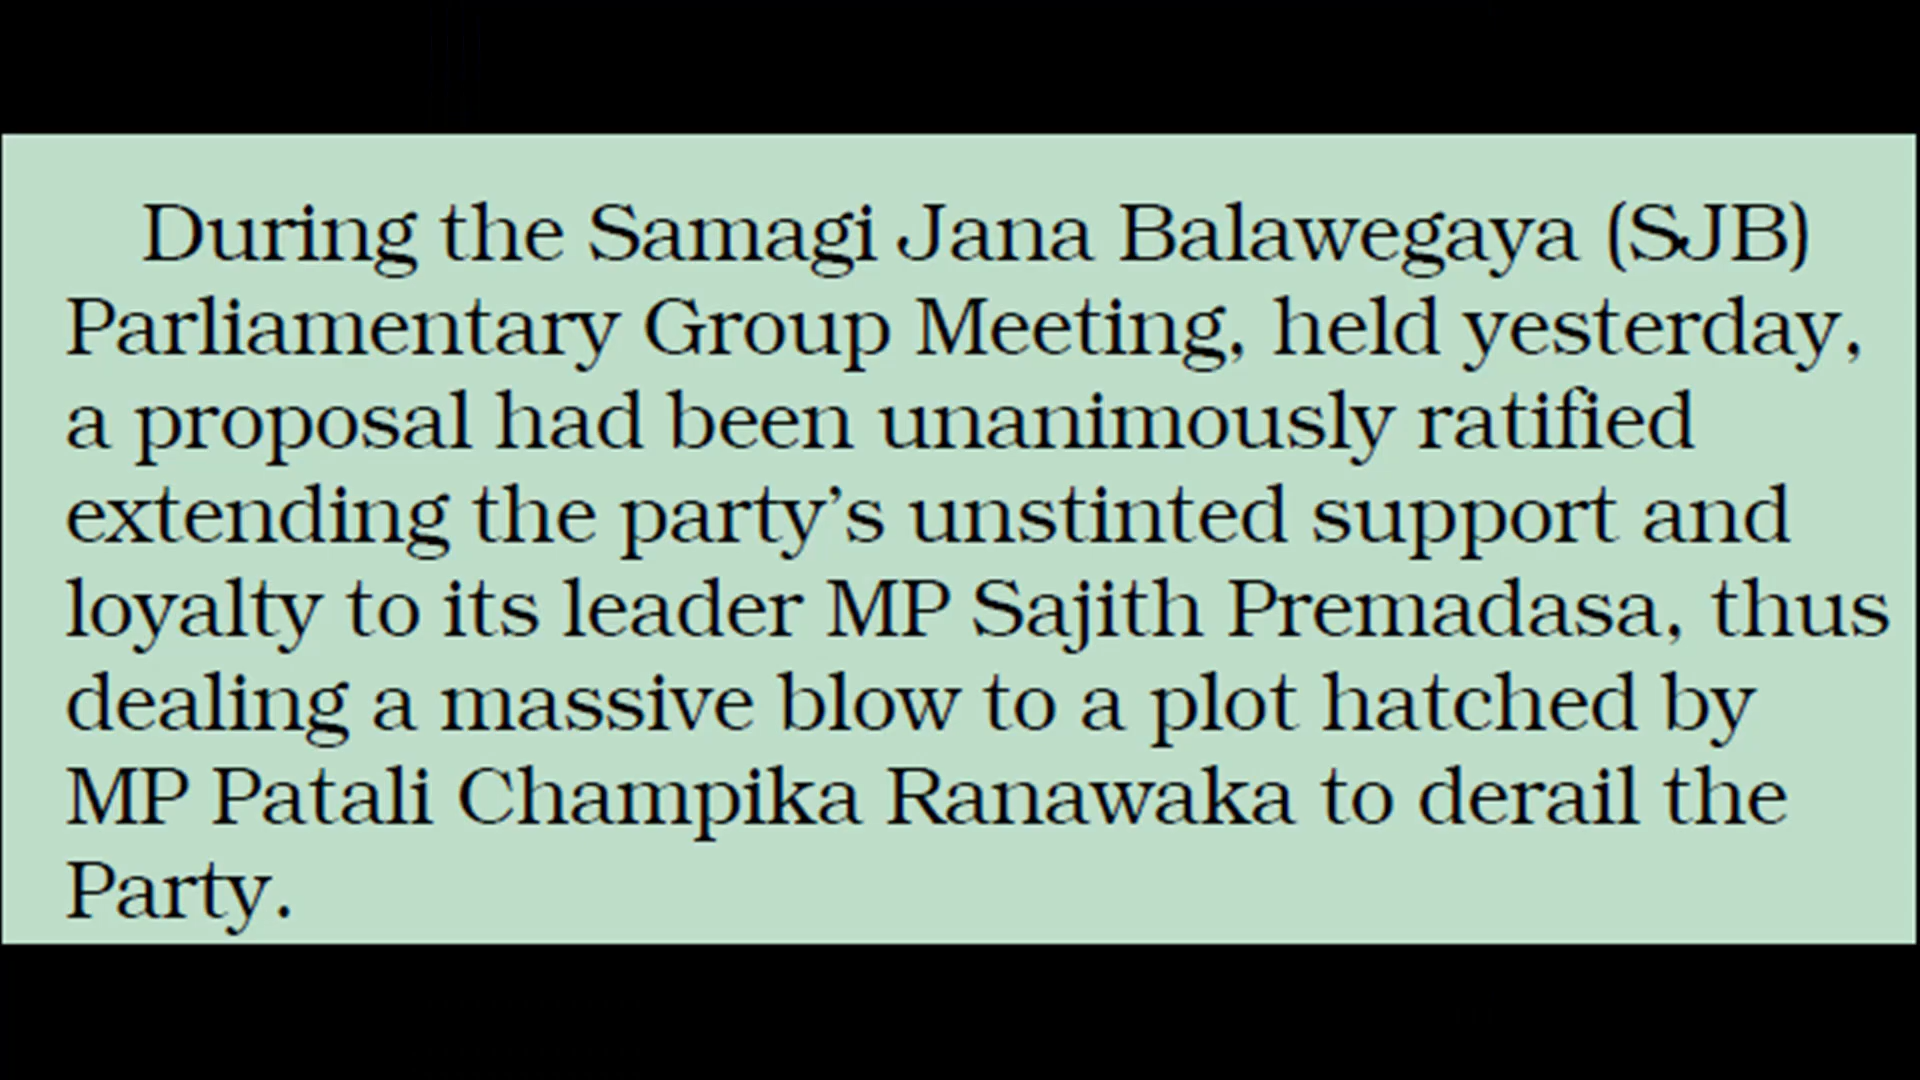 During the Samagi Jana Balawegaya (SJB)
Parliamentary Group Meeting, held yesterday,
a proposal had been unanimously ratified
extending the party’s unstinted support and
loyalty to its leader MP Sajith Premadasa, thus
dealing a massive blow to a plot hatched by
MP Patali Champika Ranawaka to derail the
Party.